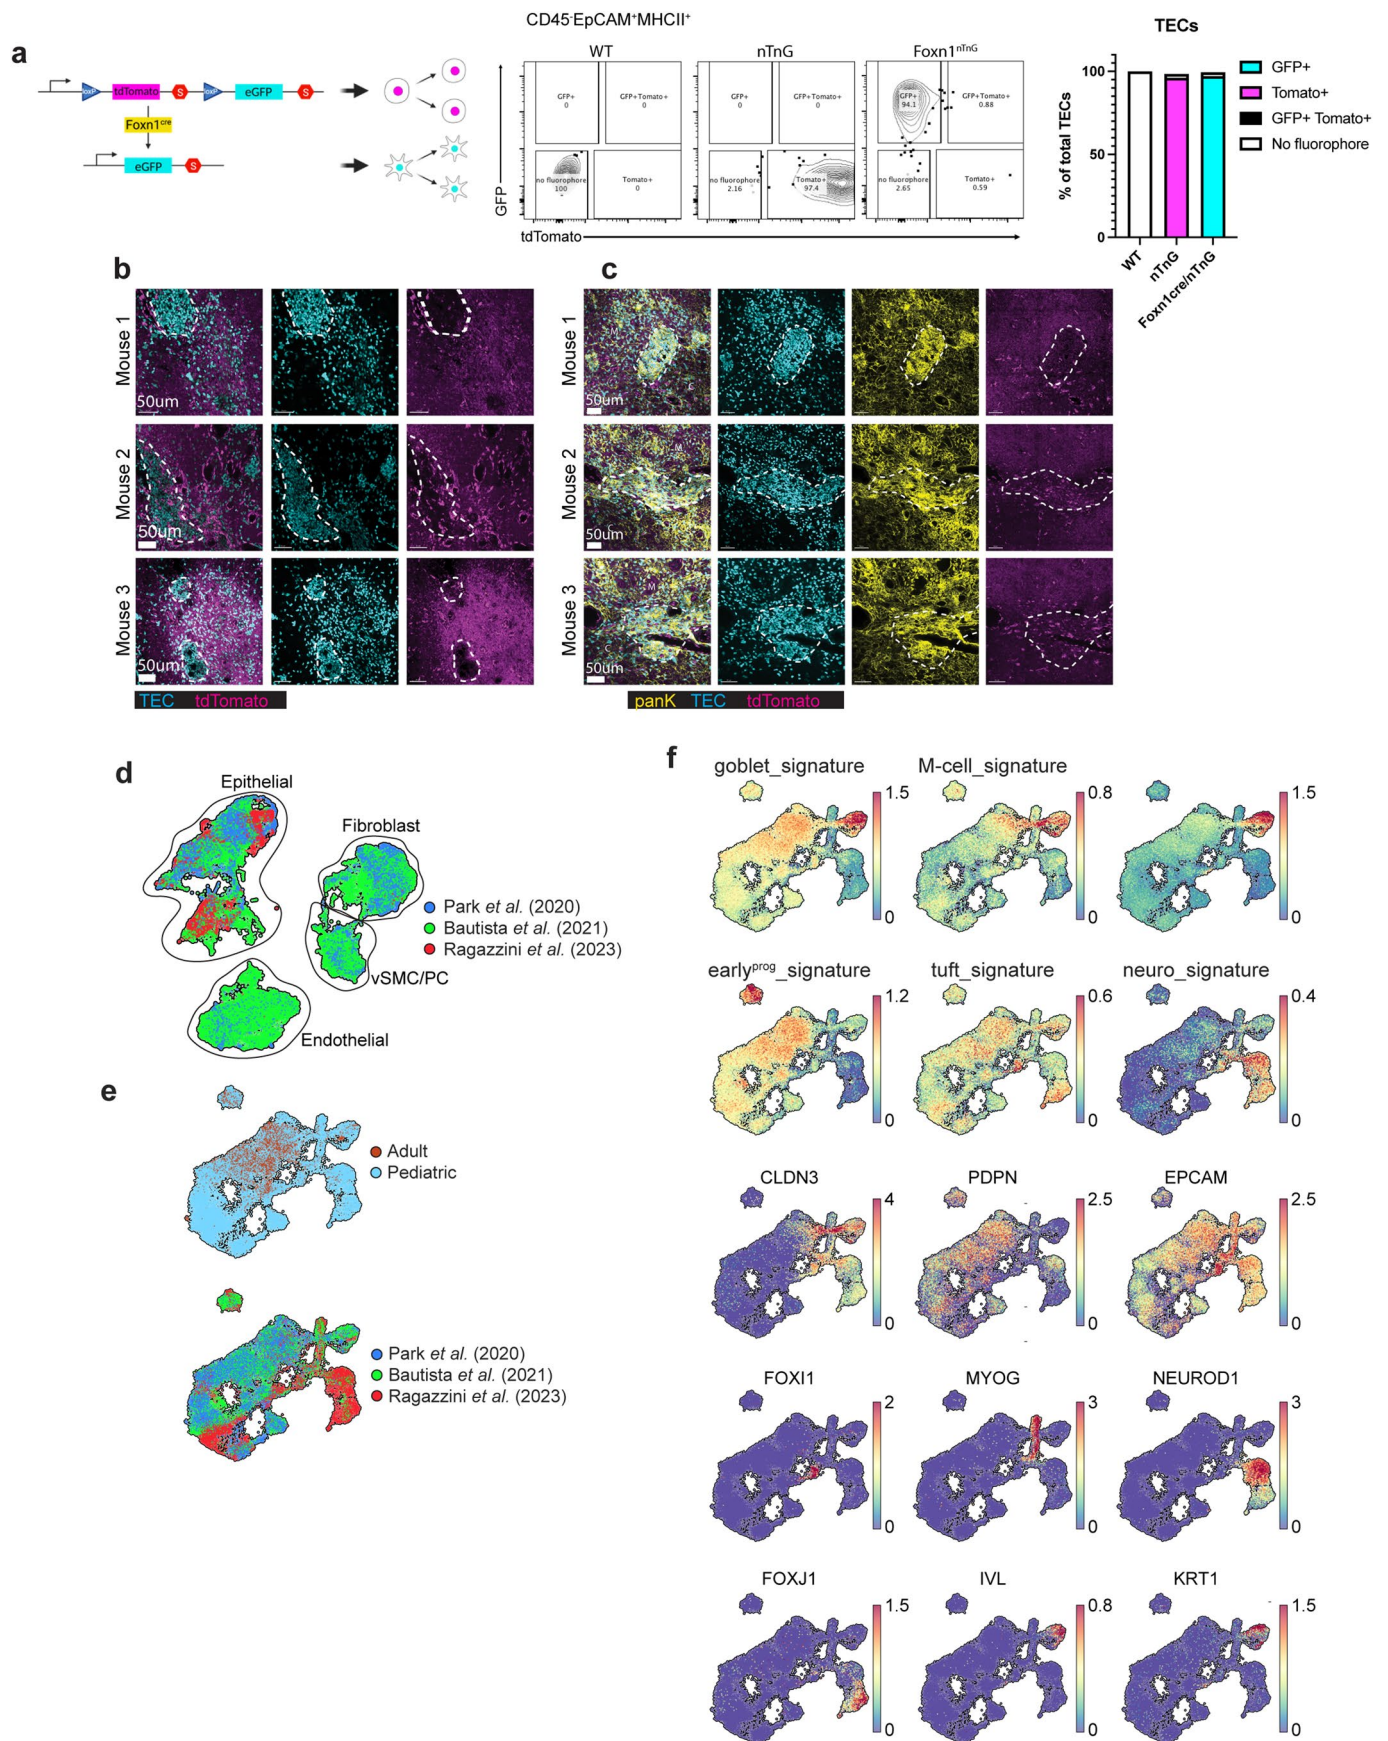 a
loxP
tdTomato
S
loxP
eGFP
S
Foxn1cre
eGFP
S
CD45-EpCAM+MHCII+
WT
nTnG
Foxn1nTnG
GFP+
0
GFP+Tomato+
0
no fluorophore
100
Tomato+
0
GFP+
0
GFP+Tomato+
0
no fluorophore
2.16
Tomato+
97.4
GFP+
94.1
GFP+Tomato+
0.88
no fluorophore
2.65
Tomato+
0.59
GFP
tdTomato
TECs
100
50
0
% of total TECs
WT
nTnG
Foxn1cre/nTnG
GFP+
Tomato+
GFP+ Tomato+
No fluorophore
b
Mouse 1
50um
Mouse 2
50um
Mouse 3
50um
TEC tdTomato
c
Mouse 1
M
C
50um
Mouse 2
M
C
50um
Mouse 3
M
C
50um
panK TEC tdTomato
d
Epithelial
Fibroblast
vSMC/PC
Endothelial
Park et al. (2020)
Bautista et al. (2021)
Ragazzini et al. (2023)
e
Adult
Pediatric
Park et al. (2020)
Bautista et al. (2021)
Ragazzini et al. (2023)
f
goblet_signature
1.5
0
M-cell_signature
0.8
0
1.5
0
earlyprog_signature
1.2
0
tuft_signature
0.6
0
neuro_signature
0.4
0
CLDN3
4
0
PDPN
2.5
0
EPCAM
2.5
0
FOXI1
2
0
MYOG
3
0
NEUROD1
3
0
FOXJ1
1.5
0
IVL
0.8
0
KRT1
1.5
0